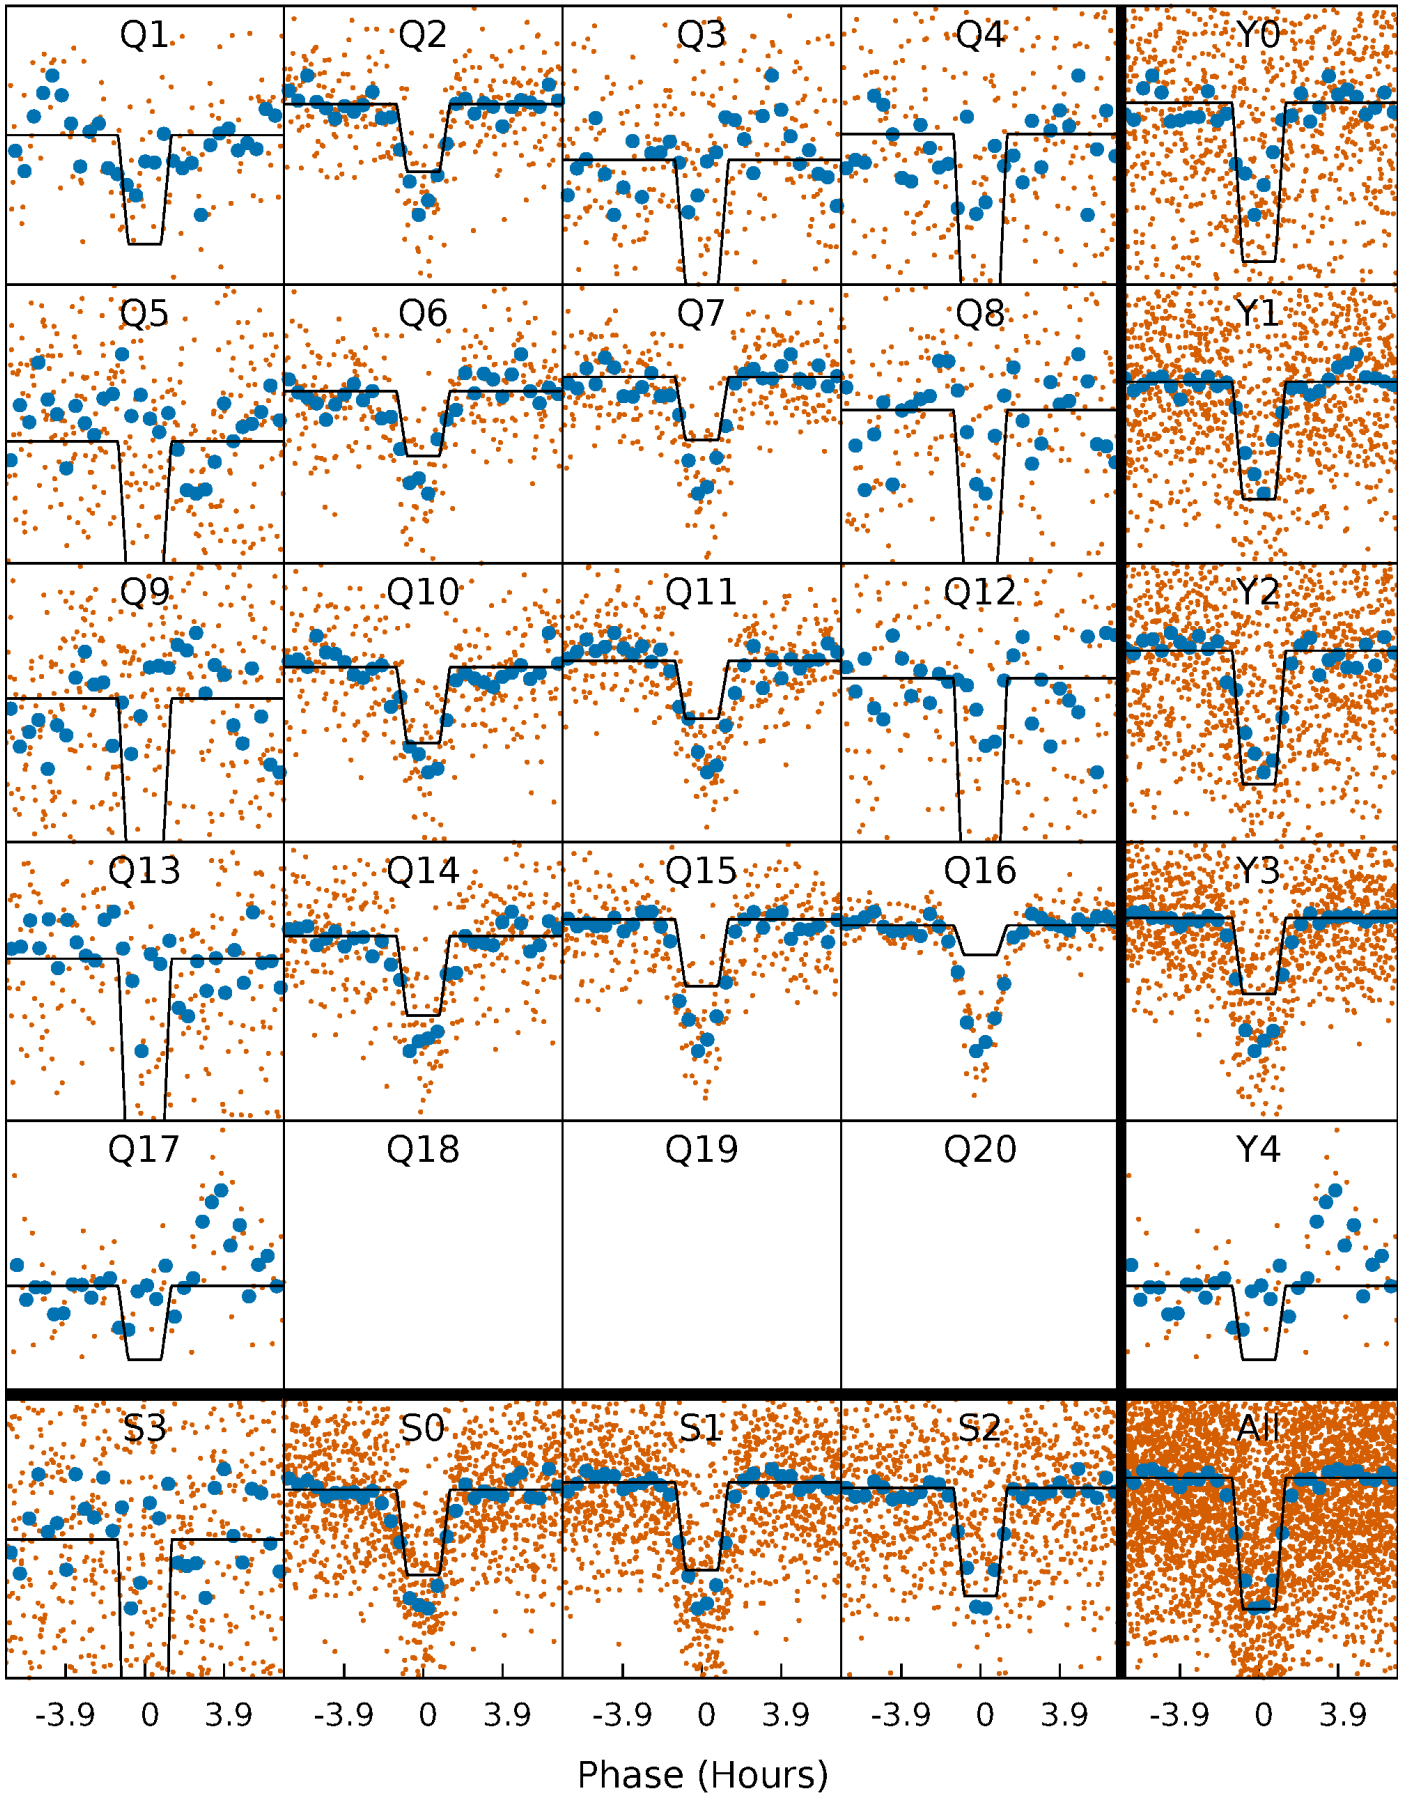 Q1 Q2 Q3 Q4 Y0
Q5 Q6 Q7 Q8 Y1
Q9 Q10 Q11 Q12 Y2
Q13 Q14 Q15 Q16 Y3
Q17 Q18 Q19 Q20 Y4
S3 S0 S1 S2 All
-3.9 0 3.9 -3.9 0 3.9 -3.9 0 3.9 -3.9 0 3.9 -3.9 0 3.9
Phase (Hours)